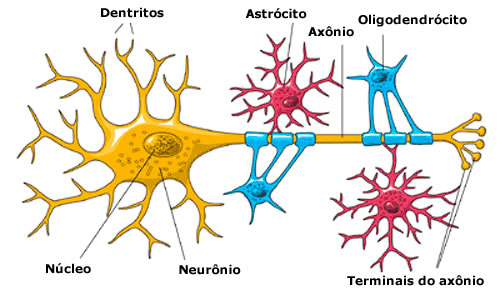 Dentritos
Astrócito
Axônio
Oligodendrócito
Núcleo
Neurônio
Terminais do axônio